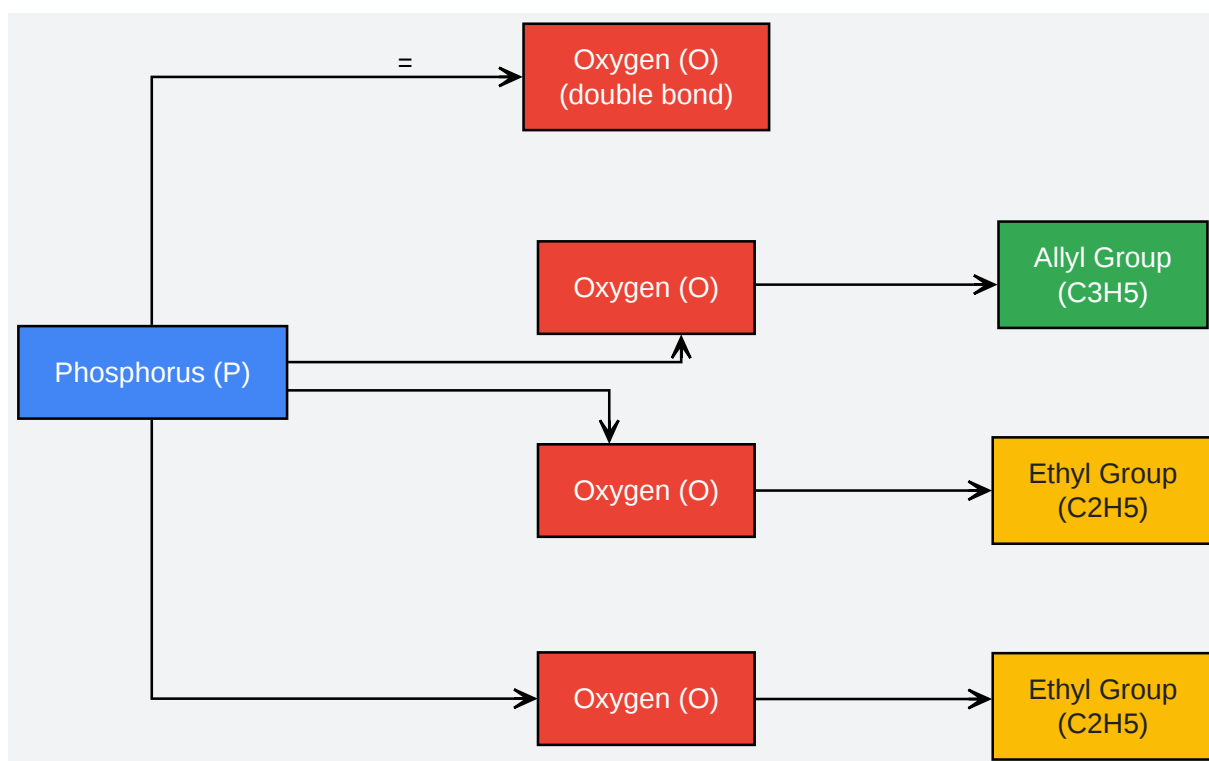 =
Oxygen (O)
(double bond)
Oxygen (O)
Allyl Group
(C3H5)
Phosphorus (P)
Oxygen (O)
Ethyl Group
(C2H5)
Oxygen (O)
Ethyl Group
(C2H5)